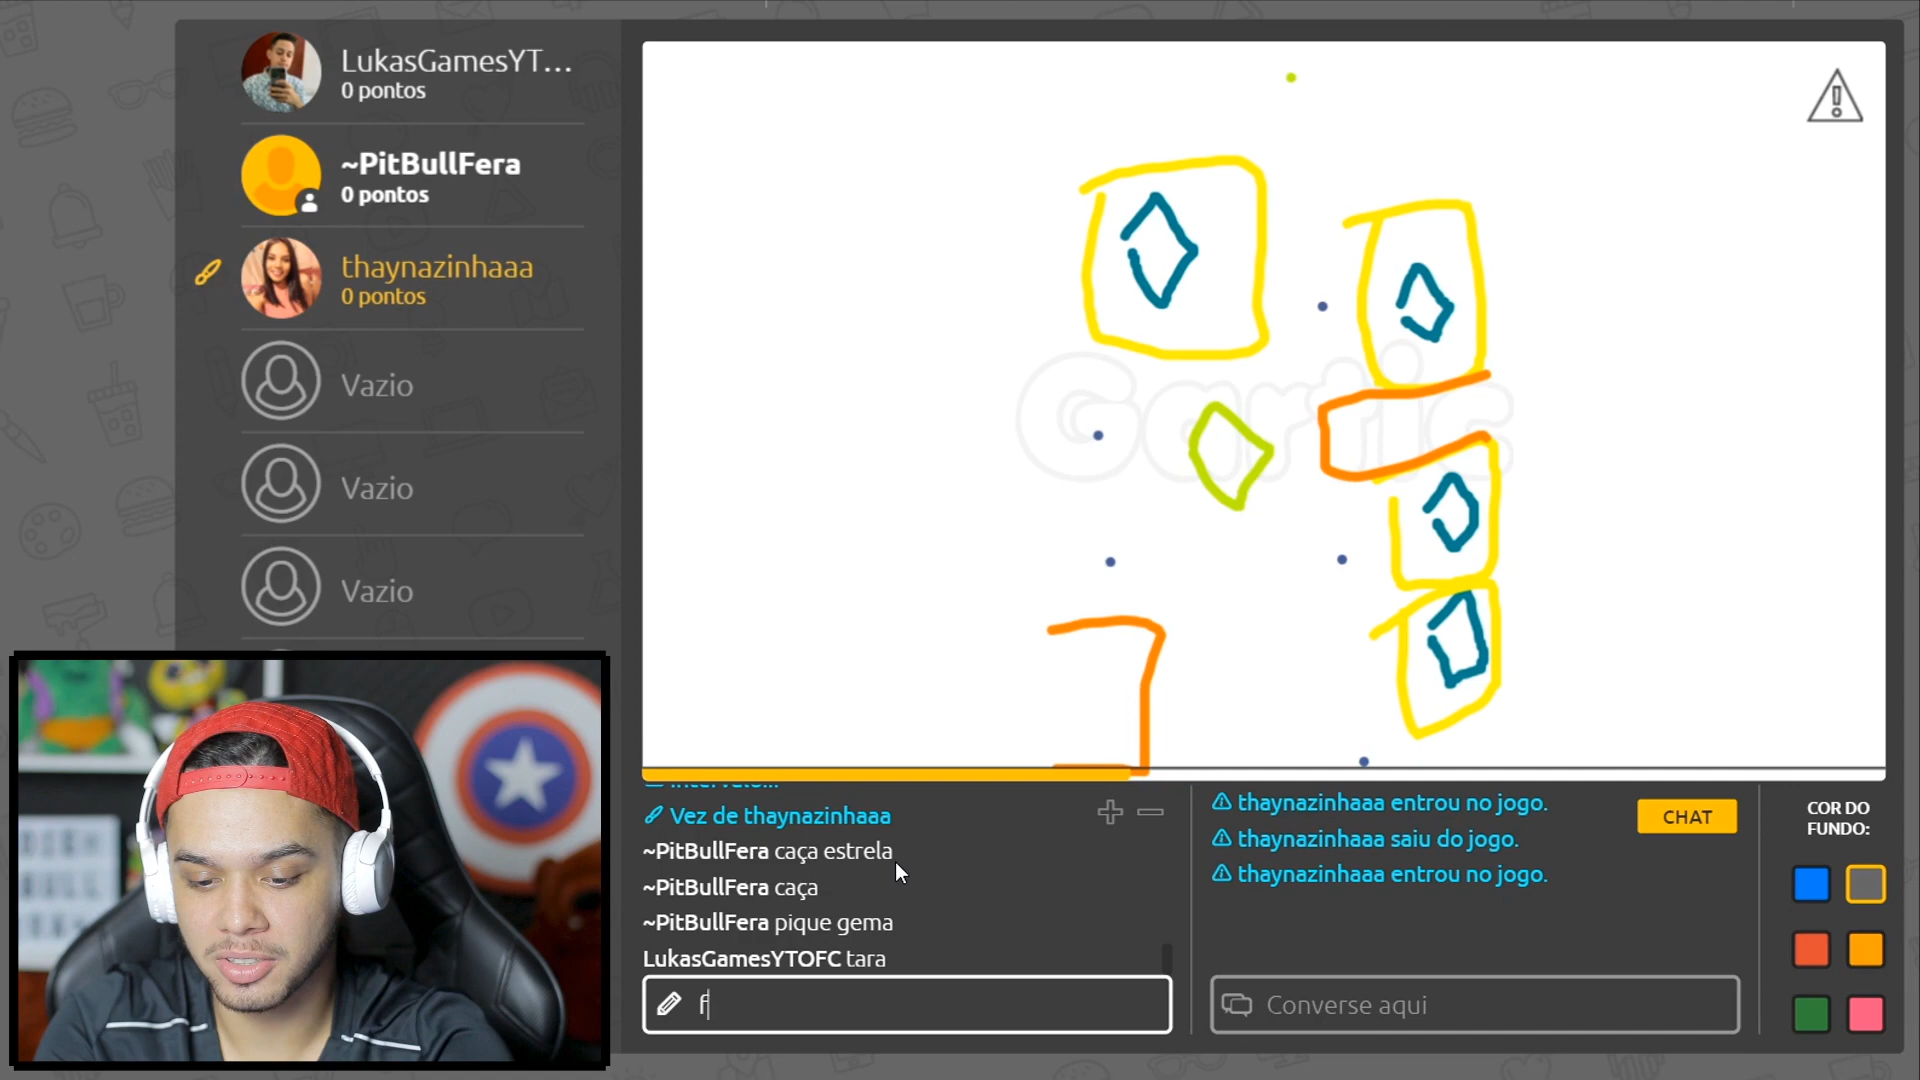 LukasGamesYT...
0 pontos
~PitBullFera
0 pontos
thaynazinhaaa
0 pontos
Vazio
Vazio
Vazio
Gartic
Intervalo...
Vez de thaynazinhaaa
~PitBullFera caça estrela
~PitBullFera caça
~PitBullFera pique gema
LukasGamesYTOFC tara
f
thaynazinhaaa entrou no jogo.
thaynazinhaaa saiu do jogo.
thaynazinhaaa entrou no jogo.
CHAT
Converse aqui
COR DO
FUNDO: